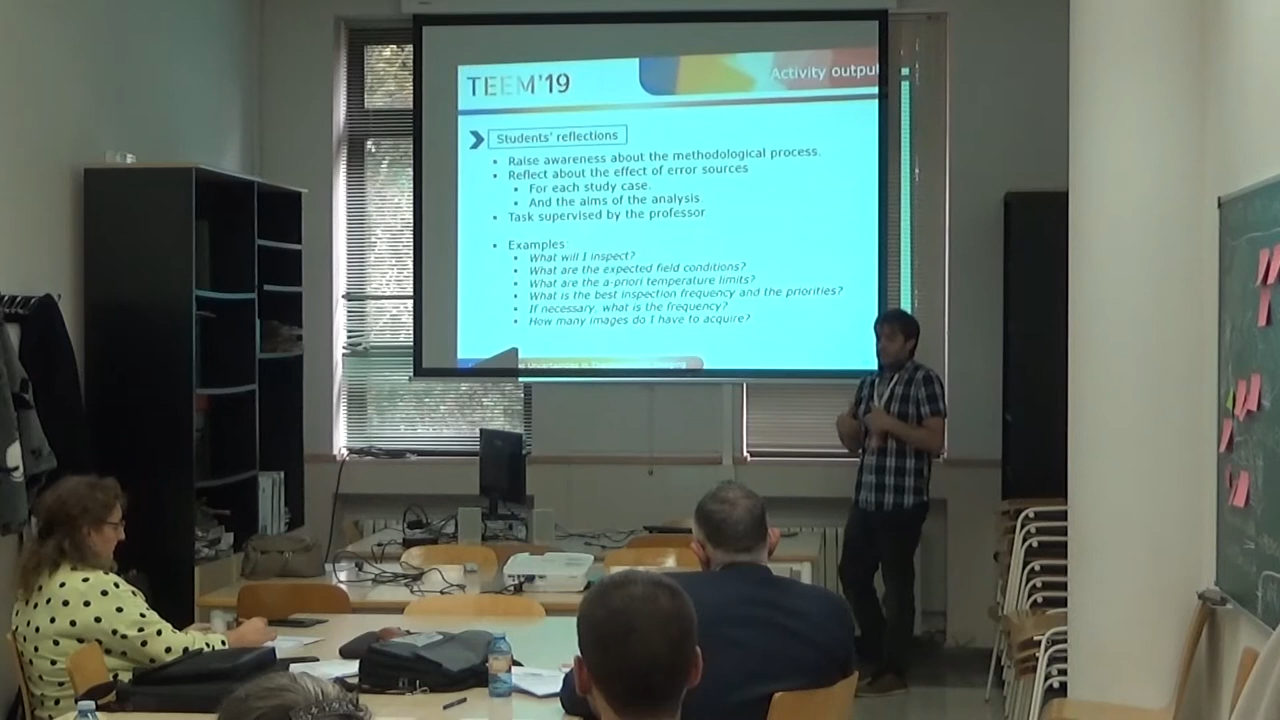 TEEM'19
Activity output
Students' reflections
Raise awareness about the methodological process.
Reflect about the effect of error sources
For each study case.
And the aims of the analysis.
Task supervised by the professor
Examples:
What will I inspect?
What are the expected field conditions?
What are the a-priori temperature limits?
What is the best inspection frequency and the priorities?
If necessary, what is the frequency?
How many images do I have to acquire?